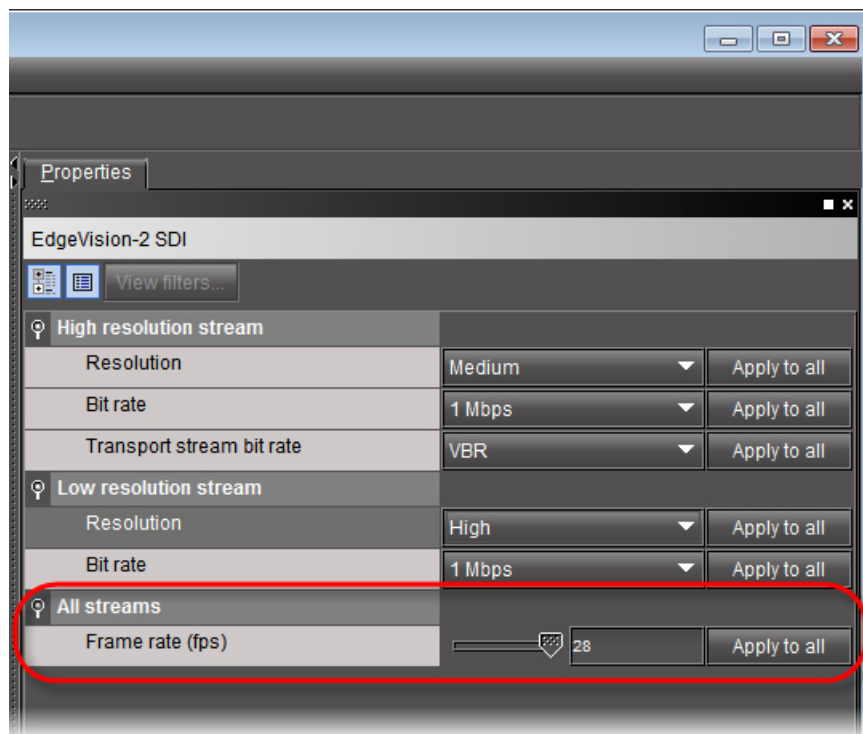 Properties
EdgeVision-2 SDI
View filters...
High resolution stream
Resolution Medium Apply to all
Bit rate 1 Mbps Apply to all
Transport stream bit rate VBR Apply to all
Low resolution stream
Resolution High Apply to all
Bit rate 1 Mbps Apply to all
All streams
Frame rate (fps) 28 Apply to all